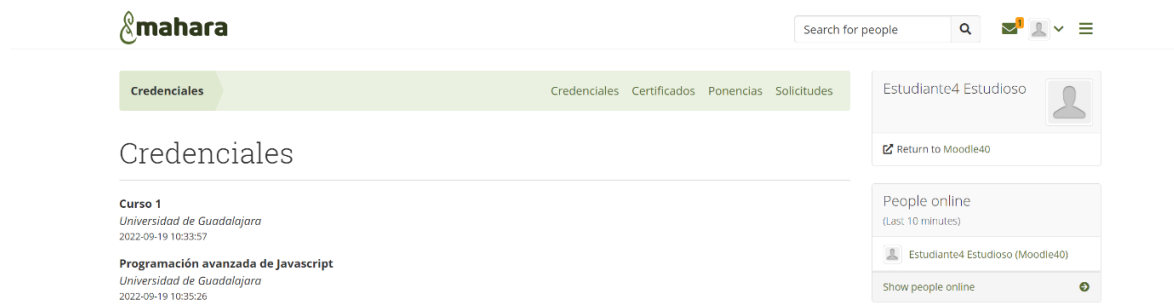 mahara
Search for people
1
Credenciales
Credenciales Certificados Ponencias Solicitudes
Credenciales
Curso 1
Universidad de Guadalajara
2022-09-19 10:33:57
Programación avanzada de Javascript
Universidad de Guadalajara
2022-09-19 10:35:26
Estudiante4 Estudioso
Return to Moodle40
People online
(Last 10 minutes)
Estudiante4 Estudioso (Moodle40)
Show people online